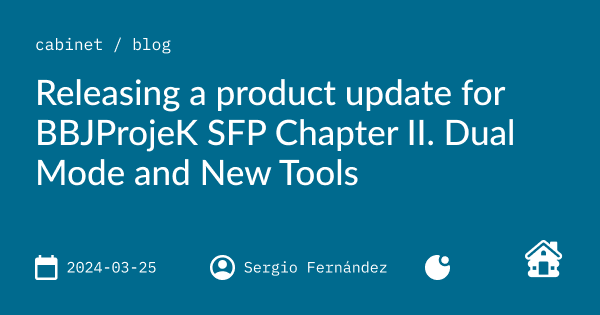 cabinet / blog
Releasing a product update for
BBJProjeK SFP Chapter II. Dual
Mode and New Tools
2024-03-25
Sergio Fernández